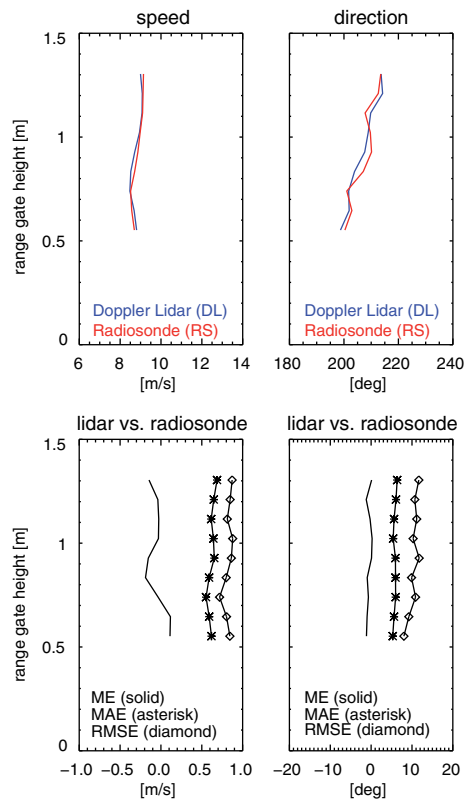 speed
direction
1.5
1
0.5
0
range gate height [m]
Doppler Lidar (DL)
Radiosonde (RS)
Doppler Lidar (DL)
Radiosonde (RS)
6 8 10 12 14
180 200 220 240
[m/s]
[deg]
lidar vs. radiosonde
lidar vs. radiosonde
1.5
1
0.5
0
range gate height [m]
ME (solid)
MAE (asterisk)
RMSE (diamond)
ME (solid)
MAE (asterisk)
RMSE (diamond)
−1.0 −0.5 0.0 0.5 1.0
−20 −10 0 10 20
[m/s]
[deg]